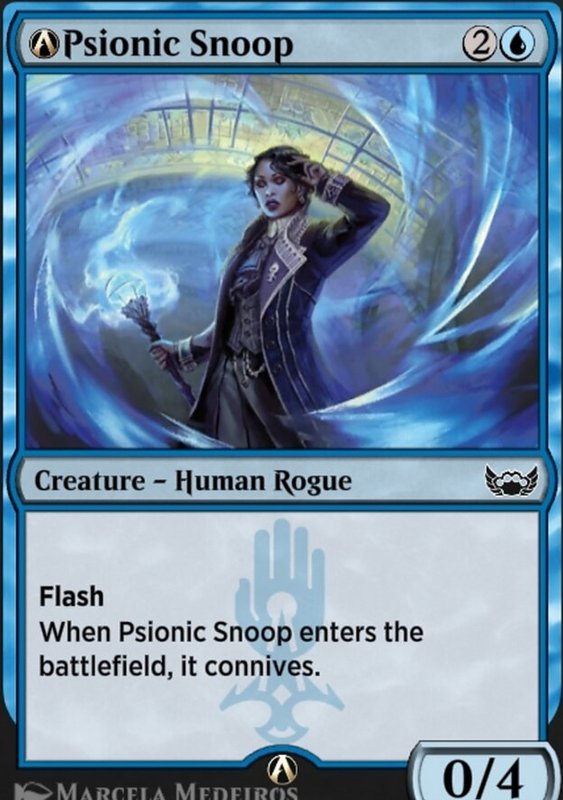 Psionic Snoop 2
Creature – Human Rogue
Flash
When Psionic Snoop enters the
battlefield, it connives.
Marcela Medeiros 0/4